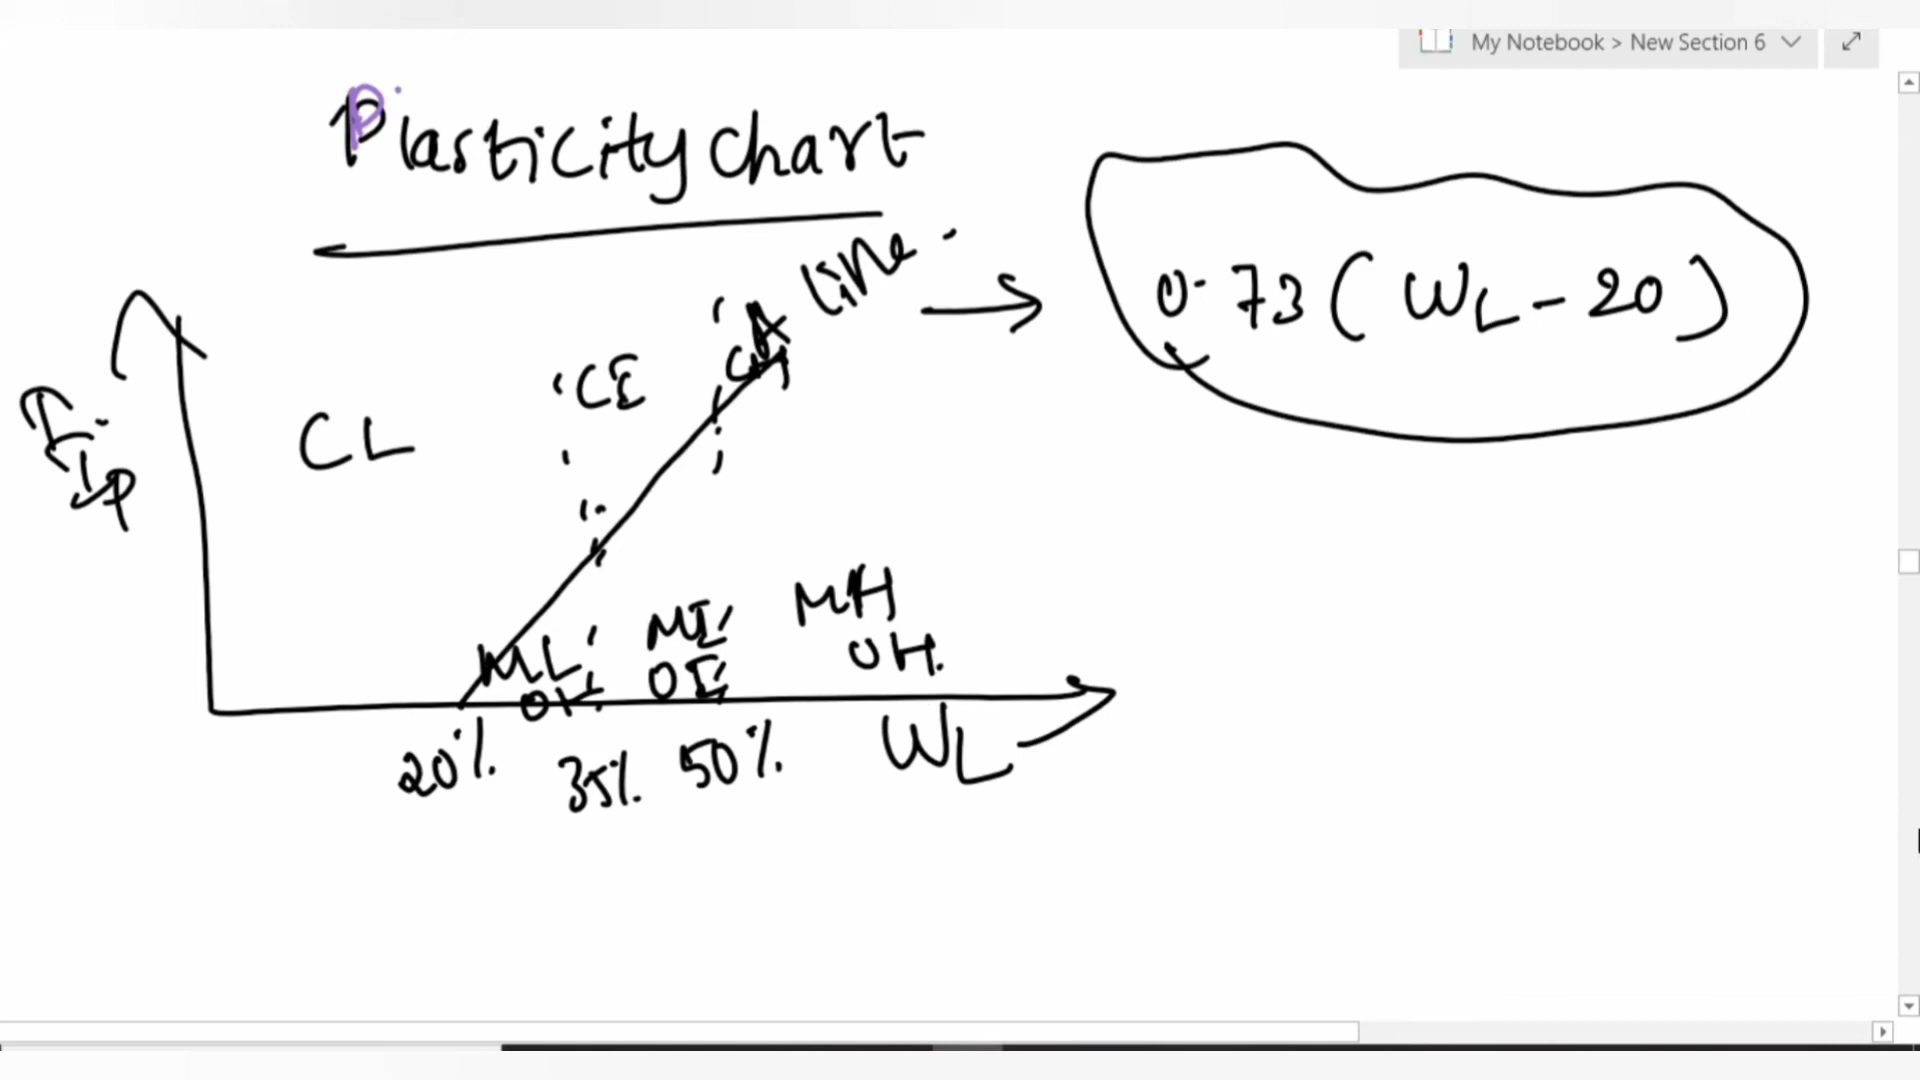 My Notebook > New Section 6
Plasticity chart
A line
0.73 (WL - 20)
CI
CH
CL
Ip
ML MI MH
OL OI OH
20% 35% 50% WL